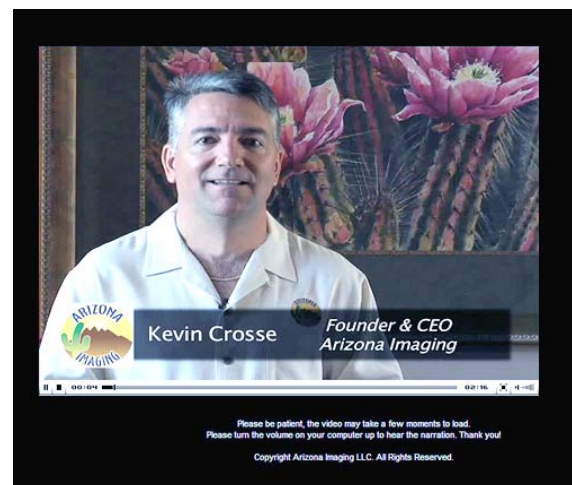 ARIZONA
IMAGING
Kevin Crosse
Founder & CEO
Arizona Imaging
00:04
02:16
Please be patient, the video may take a few moments to load.
Please turn the volume on your computer up to hear the narration. Thank you!
Copyright Arizona Imaging LLC. All Rights Reserved.